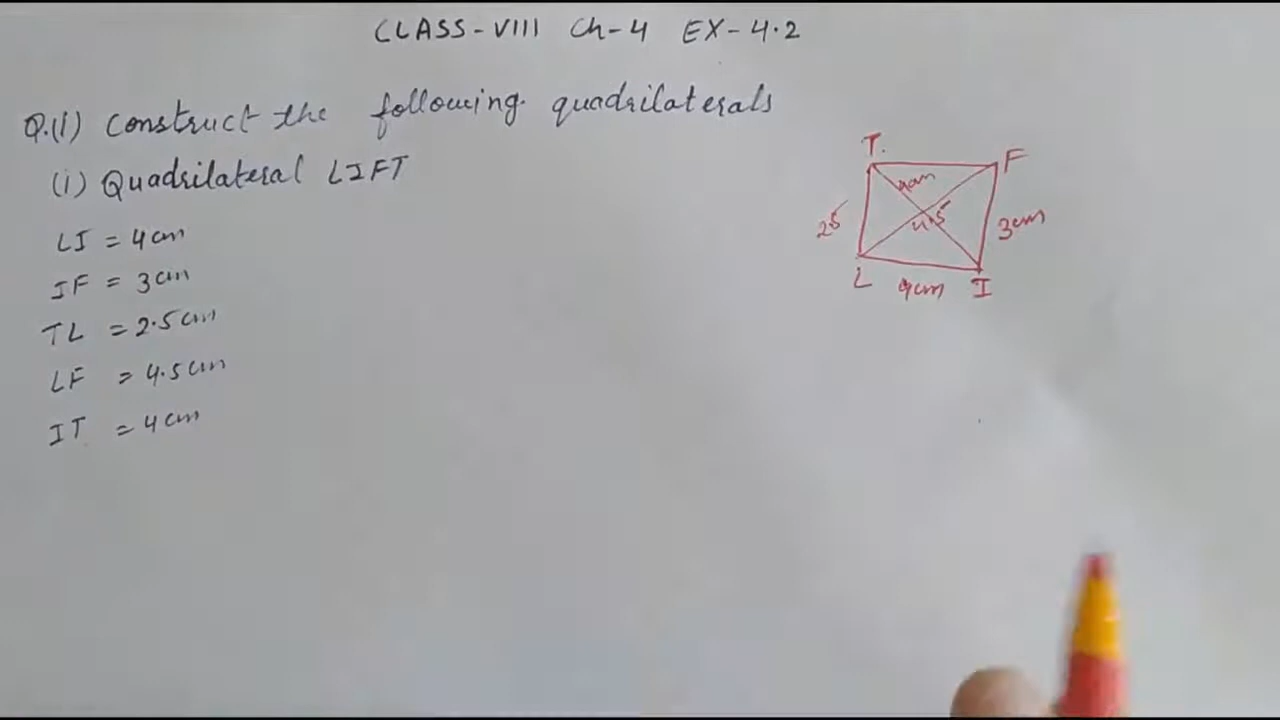 CLASS-VIII Ch-4 EX-4.2
Q.(1) construct the following quadrilaterals
(i) Quadrilateral LIFT
LI = 4cm
IF = 3cm
TL = 2.5cm
LF = 4.5cm
IT = 4cm
T.
F
4cm
4.5
2.5
3cm
L
4cm
I